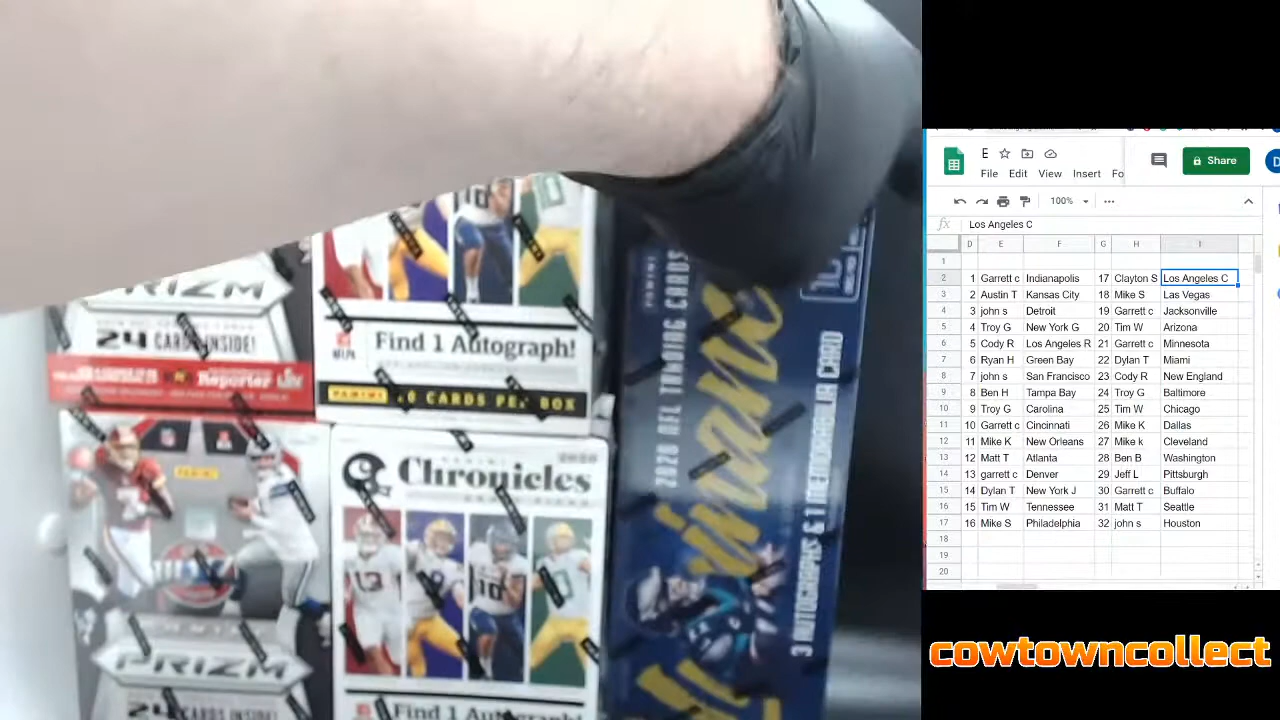 PRIZM
24 CARDS INSIDE!
Reporter
Find 1 Autograph!
PANINI
CARDS PER BOX
PANINI
2020
Chronicles
PANINI
PRIZM
24 CARDS INSIDE!
Find 1 Autograph!
PANINI
2020 NFL TRADING CARDS
3 AUTOGRAPHS & 1 MEMORABILIA CARD
E
File Edit View Insert Fo
Share
100%
fx Los Angeles C
D E F G H I
1
2 1 Garrett c Indianapolis 17 Clayton S Los Angeles C
3 2 Austin T Kansas City 18 Mike S Las Vegas
4 3 john s Detroit 19 Garrett c Jacksonville
5 4 Troy G New York G 20 Tim W Arizona
6 5 Cody R Los Angeles R 21 Garrett c Minnesota
7 6 Ryan H Green Bay 22 Dylan T Miami
8 7 john s San Francisco 23 Cody R New England
9 8 Ben H Tampa Bay 24 Troy G Baltimore
10 9 Troy G Carolina 25 Tim W Chicago
11 10 Garrett c Cincinnati 26 Mike K Dallas
12 11 Mike K New Orleans 27 Mike k Cleveland
13 12 Matt T Atlanta 28 Ben B Washington
14 13 garrett c Denver 29 Jeff L Pittsburgh
15 14 Dylan T New York J 30 Garrett c Buffalo
16 15 Tim W Tennessee 31 Matt T Seattle
17 16 Mike S Philadelphia 32 john s Houston
18
19
20
cowtowncollect